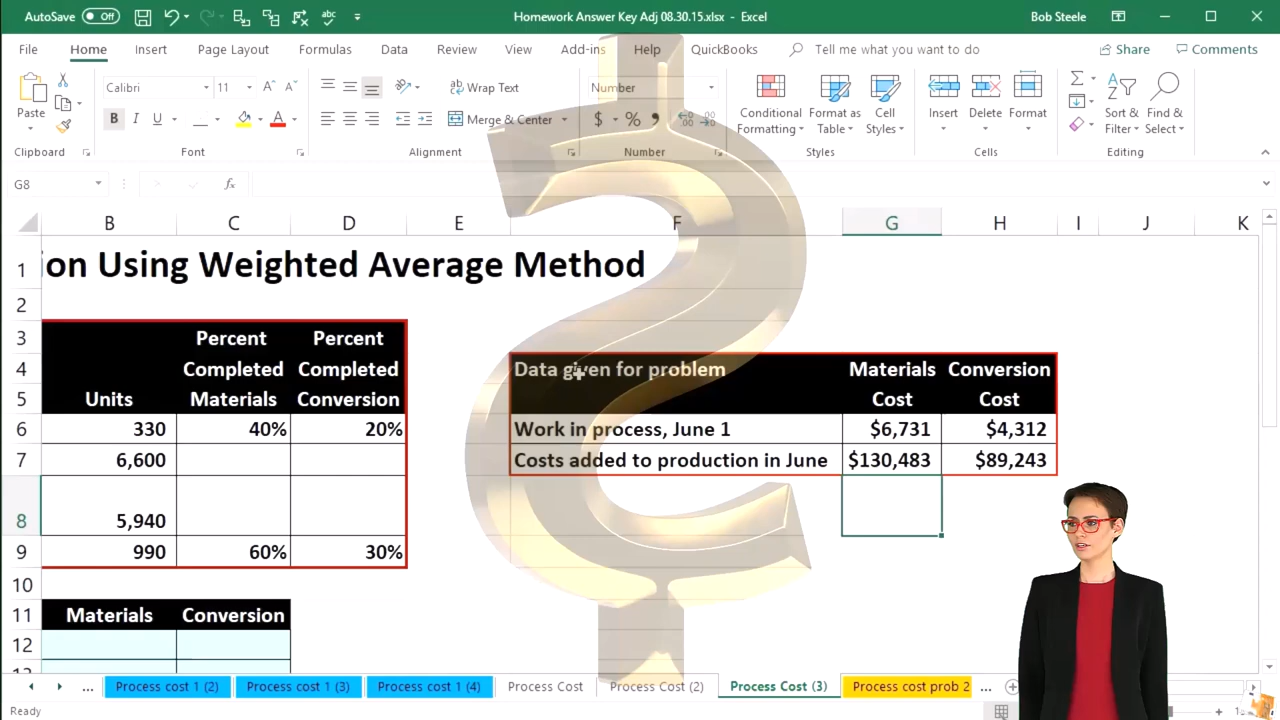 AutoSave Off
Homework Answer Key Adj 08.30.15.xlsx - Excel
Bob Steele
File Home Insert Page Layout Formulas Data Review View Add-ins Help QuickBooks Tell me what you want to do Share Comments
Paste
Calibri 11
B I U
Wrap Text
Merge & Center
Number
$ %
Conditional Formatting
Format as Table
Cell Styles
Insert Delete Format
Sort & Filter
Find & Select
Clipboard Font Alignment Number Styles Cells Editing
G8 fx
B C D E F G H I J K
1 ion Using Weighted Average Method
2
3 Percent Percent
4 Completed Completed Data given for problem Materials Conversion
5 Units Materials Conversion Cost Cost
6 330 40% 20% Work in process, June 1 $6,731 $4,312
7 6,600 Costs added to production in June $130,483 $89,243
8 5,940
9 990 60% 30%
10
11 Materials Conversion
12
... Process cost 1 (2) Process cost 1 (3) Process cost 1 (4) Process Cost Process Cost (2) Process Cost (3) Process cost prob 2 ...
Ready